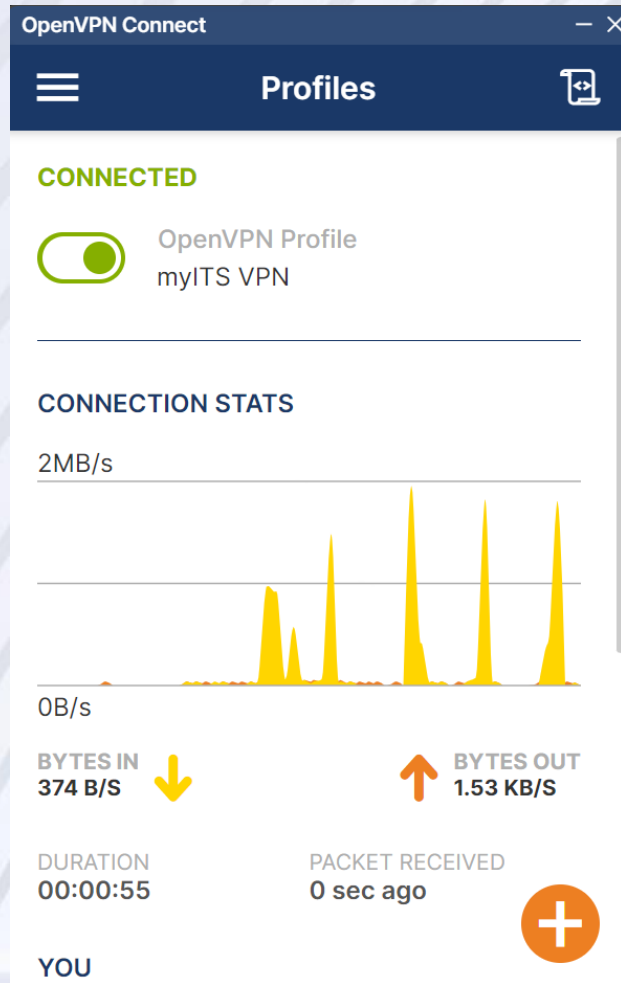 OpenVPN Connect
Profiles
CONNECTED
OpenVPN Profile
myITS VPN
CONNECTION STATS
2MB/s
0B/s
BYTES IN
374 B/S
BYTES OUT
1.53 KB/S
DURATION
00:00:55
PACKET RECEIVED
0 sec ago
YOU